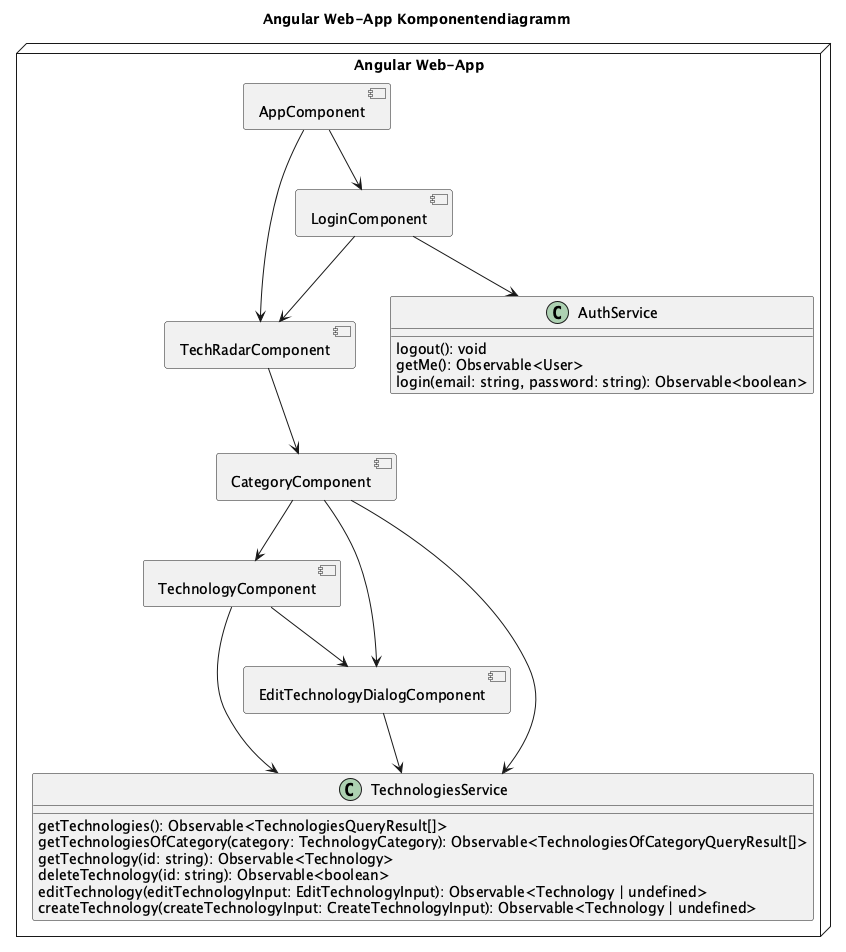 Angular Web-App Komponentendiagramm
Angular Web-App
AppComponent
LoginComponent
C AuthService
logout(): void
getMe(): Observable<User>
login(email: string, password: string): Observable<boolean>
TechRadarComponent
CategoryComponent
TechnologyComponent
EditTechnologyDialogComponent
C TechnologiesService
getTechnologies(): Observable<TechnologiesQueryResult[]>
getTechnologiesOfCategory(category: TechnologyCategory): Observable<TechnologiesOfCategoryQueryResult[]>
getTechnology(id: string): Observable<Technology>
deleteTechnology(id: string): Observable<boolean>
editTechnology(editTechnologyInput: EditTechnologyInput): Observable<Technology | undefined>
createTechnology(createTechnologyInput: CreateTechnologyInput): Observable<Technology | undefined>